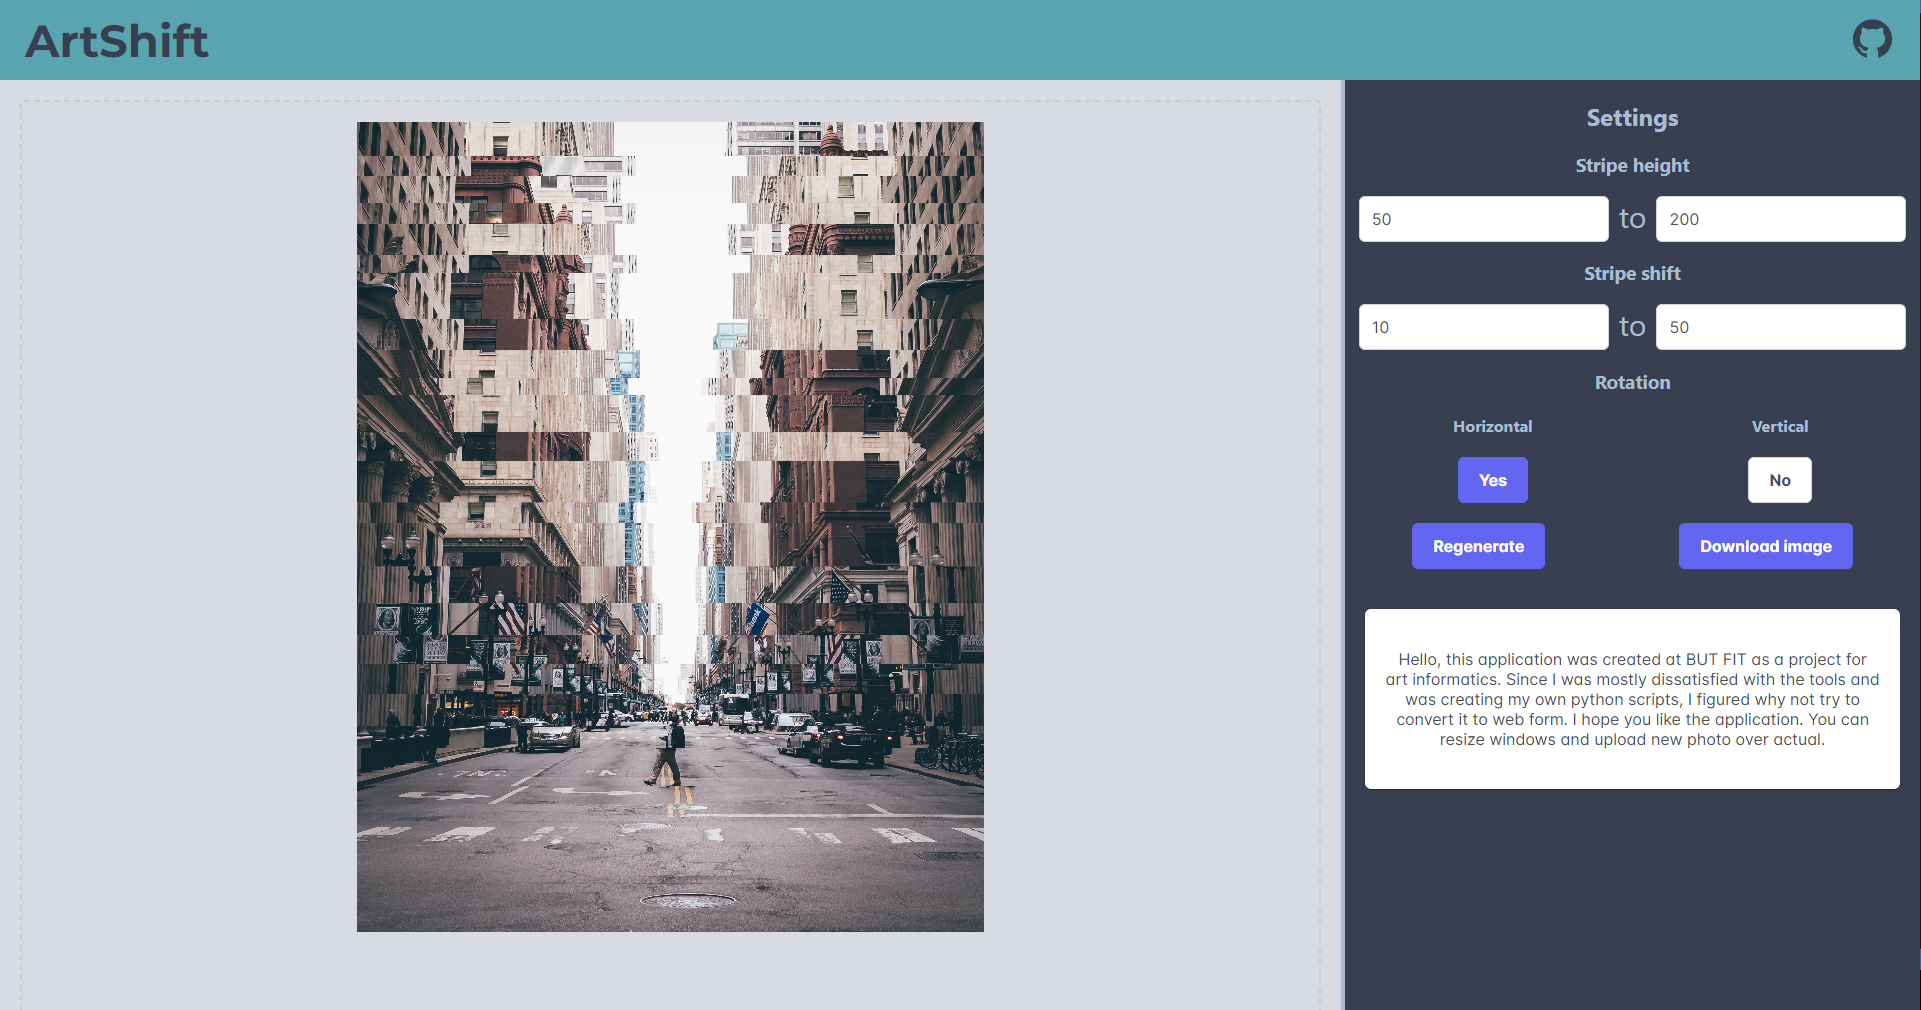 ArtShift
Settings
Stripe height
50 to 200
Stripe shift
10 to 50
Rotation
Horizontal Vertical
Yes No
Regenerate Download image
Hello, this application was created at BUT FIT as a project for
art informatics. Since I was mostly dissatisfied with the tools and
was creating my own python scripts, I figured why not try to
convert it to web form. I hope you like the application. You can
resize windows and upload new photo over actual.